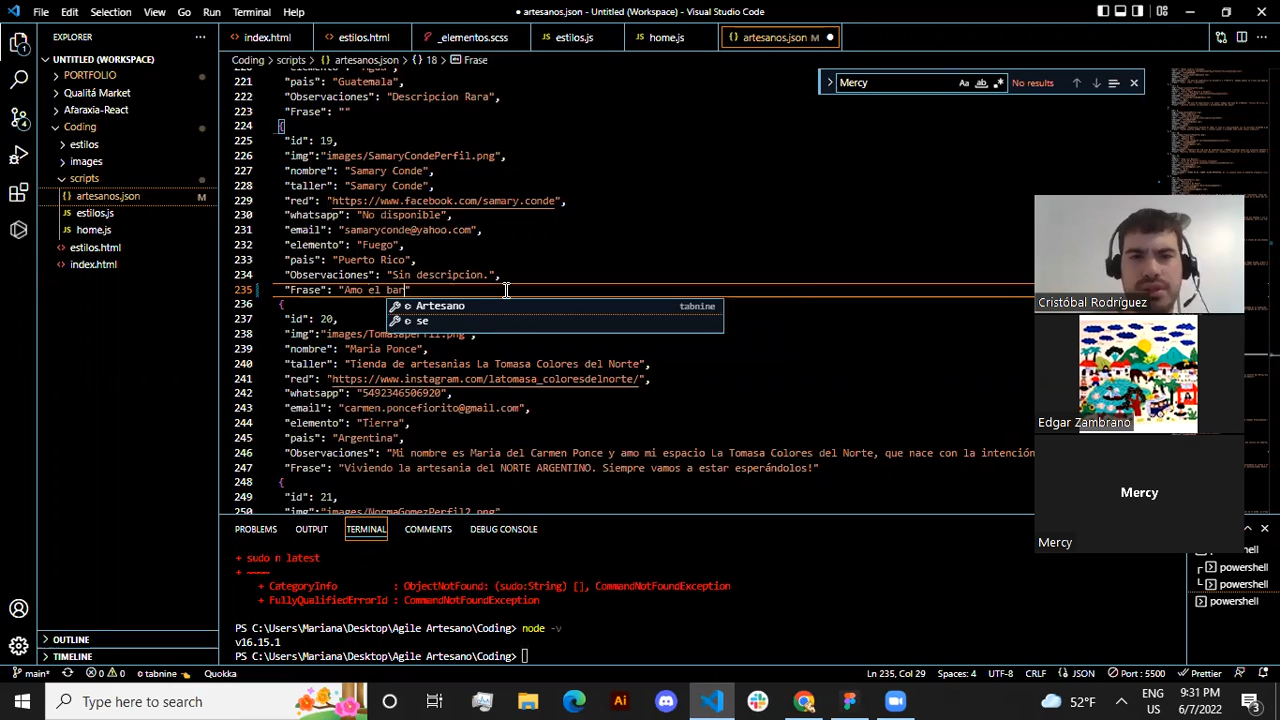 File Edit Selection View Go Run Terminal Help
● artesanos.json - Untitled (Workspace) - Visual Studio Code
EXPLORER
index.html
estilos.html
_elementos.scss
estilos.js
home.js
artesanos.json M
UNTITLED (WORKSPACE)
PORTFOLIO
Qualitá Market
Afaraxia-React
Coding
estilos
images
scripts
artesanos.json M
estilos.js
home.js
estilos.html
index.html
OUTLINE
TIMELINE
Coding > scripts > artesanos.json > 18 > Frase
Mercy
Aa ab No results
221 "pais": "Guatemala",
222 "Observaciones": "Descripcion Rara",
223 "Frase": ""
224 {
225 "id": 19,
226 "img":"images/SamaryCondePerfil.png",
227 "nombre": "Samary Conde",
228 "taller": "Samary Conde",
229 "red": "https://www.facebook.com/samary.conde",
230 "whatsapp": "No disponible",
231 "email": "samaryconde@yahoo.com",
232 "elemento": "Fuego",
233 "pais": "Puerto Rico",
234 "Observaciones": "Sin descripcion.",
235 "Frase": "Amo el bar"
Artesano tabnine
se
236 {
237 "id": 20,
238 "img":"images/Tomasaperfil.png",
239 "nombre": "Maria Ponce",
240 "taller": "Tienda de artesanias La Tomasa Colores del Norte",
241 "red": "https://www.instagram.com/latomasa_coloresdelnorte/",
242 "whatsapp": "5492346506920",
243 "email": "carmen.poncefiorito@gmail.com",
244 "elemento": "Tierra",
245 "pais": "Argentina",
246 "Observaciones": "Mi nombre es Maria del Carmen Ponce y amo mi espacio La Tomasa Colores del Norte, que nace con la intención
247 "Frase": "Viviendo la artesania del NORTE ARGENTINO. Siempre vamos a estar esperándolos!"
248 {
249 "id": 21,
250 "img":"images/NormaGomezPerfil2.png",
Cristóbal Rodríguez
Edgar Zambrano
Mercy
Mercy
PROBLEMS OUTPUT TERMINAL COMMENTS DEBUG CONSOLE
+ sudo n latest
+ ~~~~
+ CategoryInfo : ObjectNotFound: (sudo:String) [], CommandNotFoundException
+ FullyQualifiedErrorId : CommandNotFoundException
PS C:\Users\Mariana\Desktop\Agile Artesano\Coding> node -v
v16.15.1
PS C:\Users\Mariana\Desktop\Agile Artesano\Coding>
powershell
powershell
powershell
powershell
main* 0 0 tabnine Quokka
Ln 235, Col 29 Spaces: 4 UTF-8 CRLF {} JSON Port : 5500 Prettier
Type here to search
Ai
52°F
ENG
US
9:31 PM
6/7/2022
3